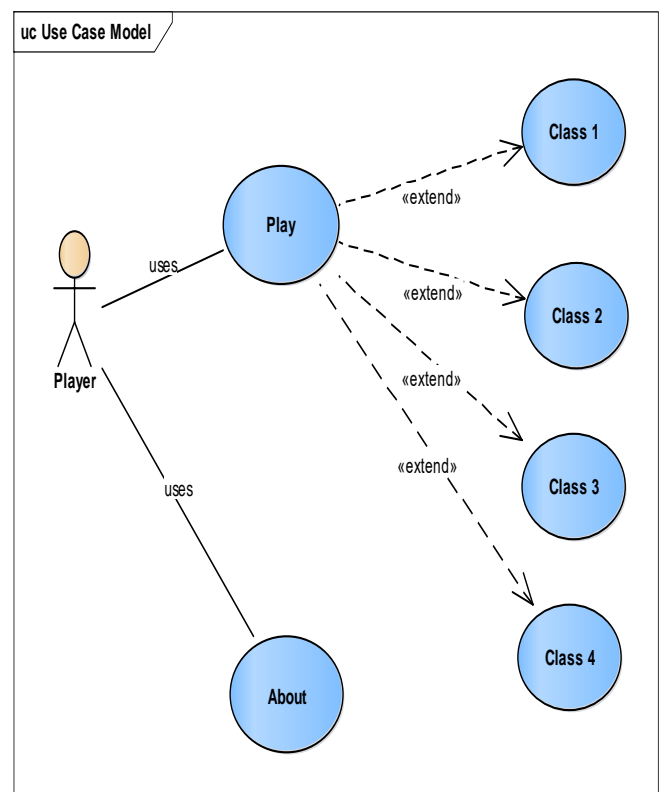 uc Use Case Model
Class 1
«extend»
Play
uses
«extend»
Class 2
Player
«extend»
«extend»
Class 3
uses
Class 4
About